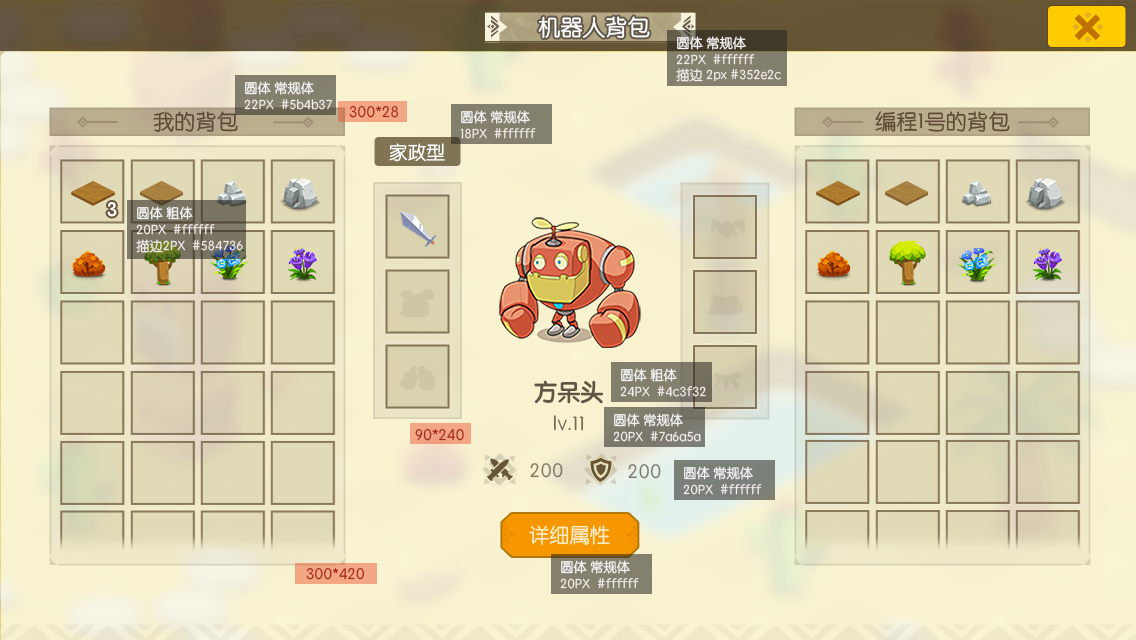 机器人背包
圆体 常规体
22PX #ffffff
描边 2px #352e2c
圆体 常规体
22PX #5b4b37
300*28
我的背包
圆体 常规体
18PX #ffffff
家政型
编程1号的背包
3
圆体 粗体
20PX #ffffff
描边2PX #584736
方呆头
圆体 粗体
24PX #4c3f32
lv.11
圆体 常规体
20PX #7a6a5a
90*240
200
200
圆体 常规体
20PX #ffffff
详细属性
圆体 常规体
20PX #ffffff
300*420